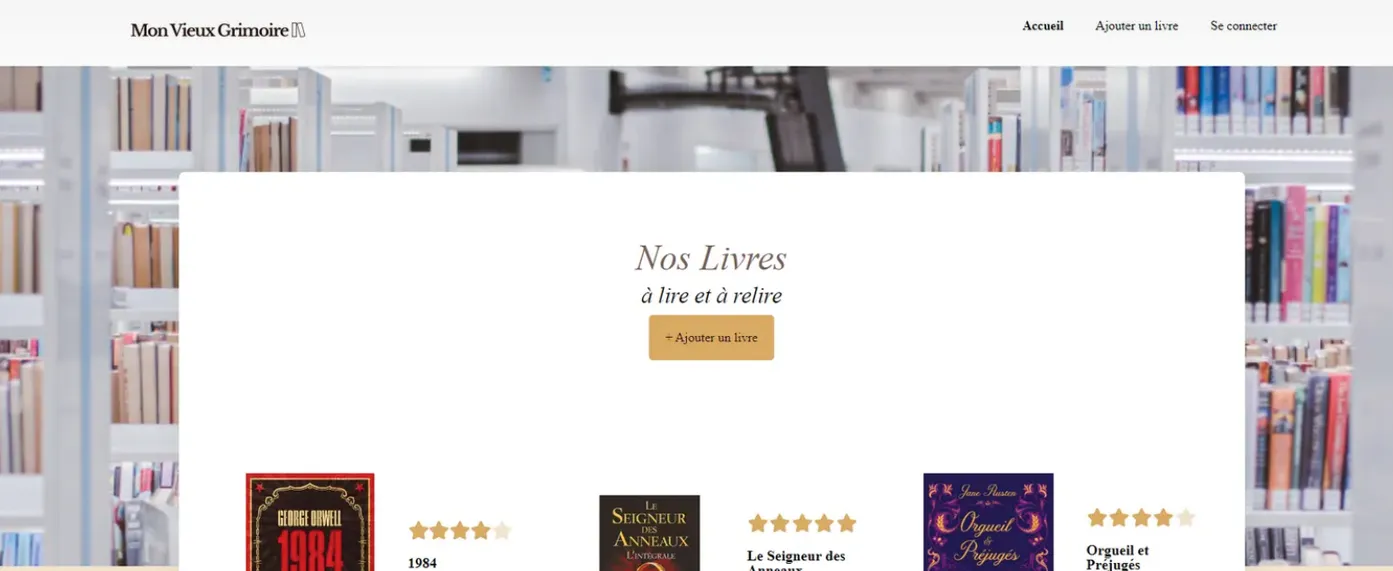 Mon Vieux Grimoire
Accueil
Ajouter un livre
Se connecter
Nos Livres
à lire et à relire
+ Ajouter un livre
GEORGE ORWELL
1984
1984
LE
SEIGNEUR
DES
ANNEAUX
L'INTÉGRALE
Le Seigneur des
Anneaux
Jane Austen
Orgueil
&
Préjugés
Orgueil et
Préjugés